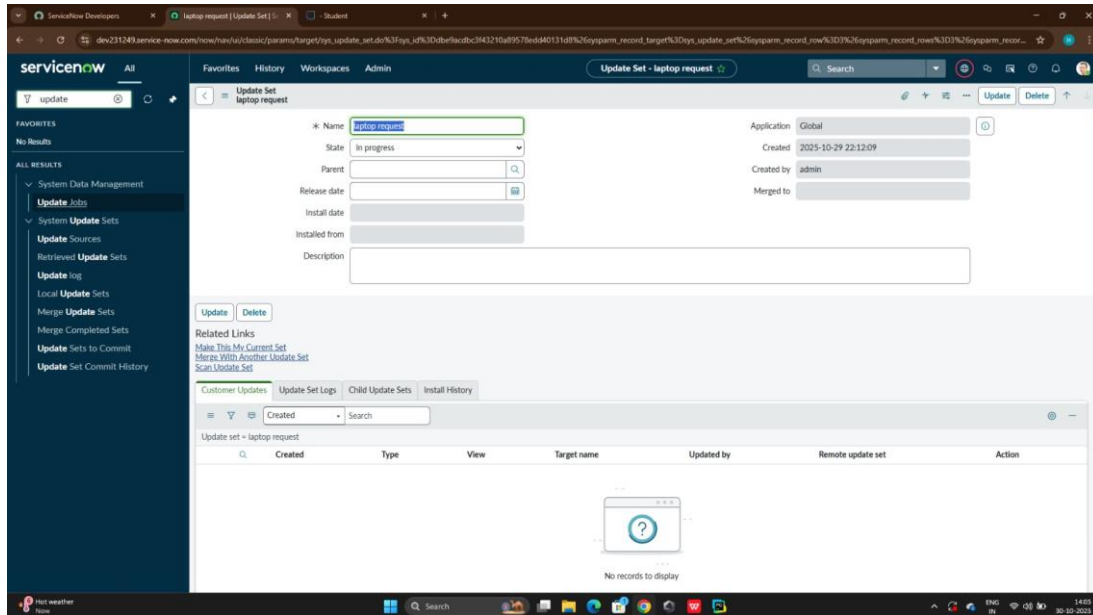 ServiceNow Developers
laptop request | Update Set | S
- Student
dev231249.service-now.com/now/nav/ui/classic/params/target/sys_update_set.do%3Fsys_id%3Ddbe9acdbc3f43210a89578edd40131d8%26sysparm_record_target%3Dsys_update_set%26sysparm_record_row%3D3%26sysparm_record_rows%3D3%26sysparm_recor...
servicenow All Favorites History Workspaces Admin Update Set - laptop request Search
update
Update Set
laptop request
Update Delete
FAVORITES
No Results
ALL RESULTS
System Data Management
Update Jobs
System Update Sets
Update Sources
Retrieved Update Sets
Update log
Local Update Sets
Merge Update Sets
Merge Completed Sets
Update Sets to Commit
Update Set Commit History
Name laptop request
State In progress
Parent
Release date
Install date
Installed from
Description
Application Global
Created 2025-10-29 22:12:09
Created by admin
Merged to
Update Delete
Related Links
Make This My Current Set
Merge With Another Update Set
Scan Update Set
Customer Updates Update Set Logs Child Update Sets Install History
Created Search
Update set = laptop request
Created Type View Target name Updated by Remote update set Action
No records to display
Hot weather
Now
Search
ENG
IN
14:05
30-10-2025